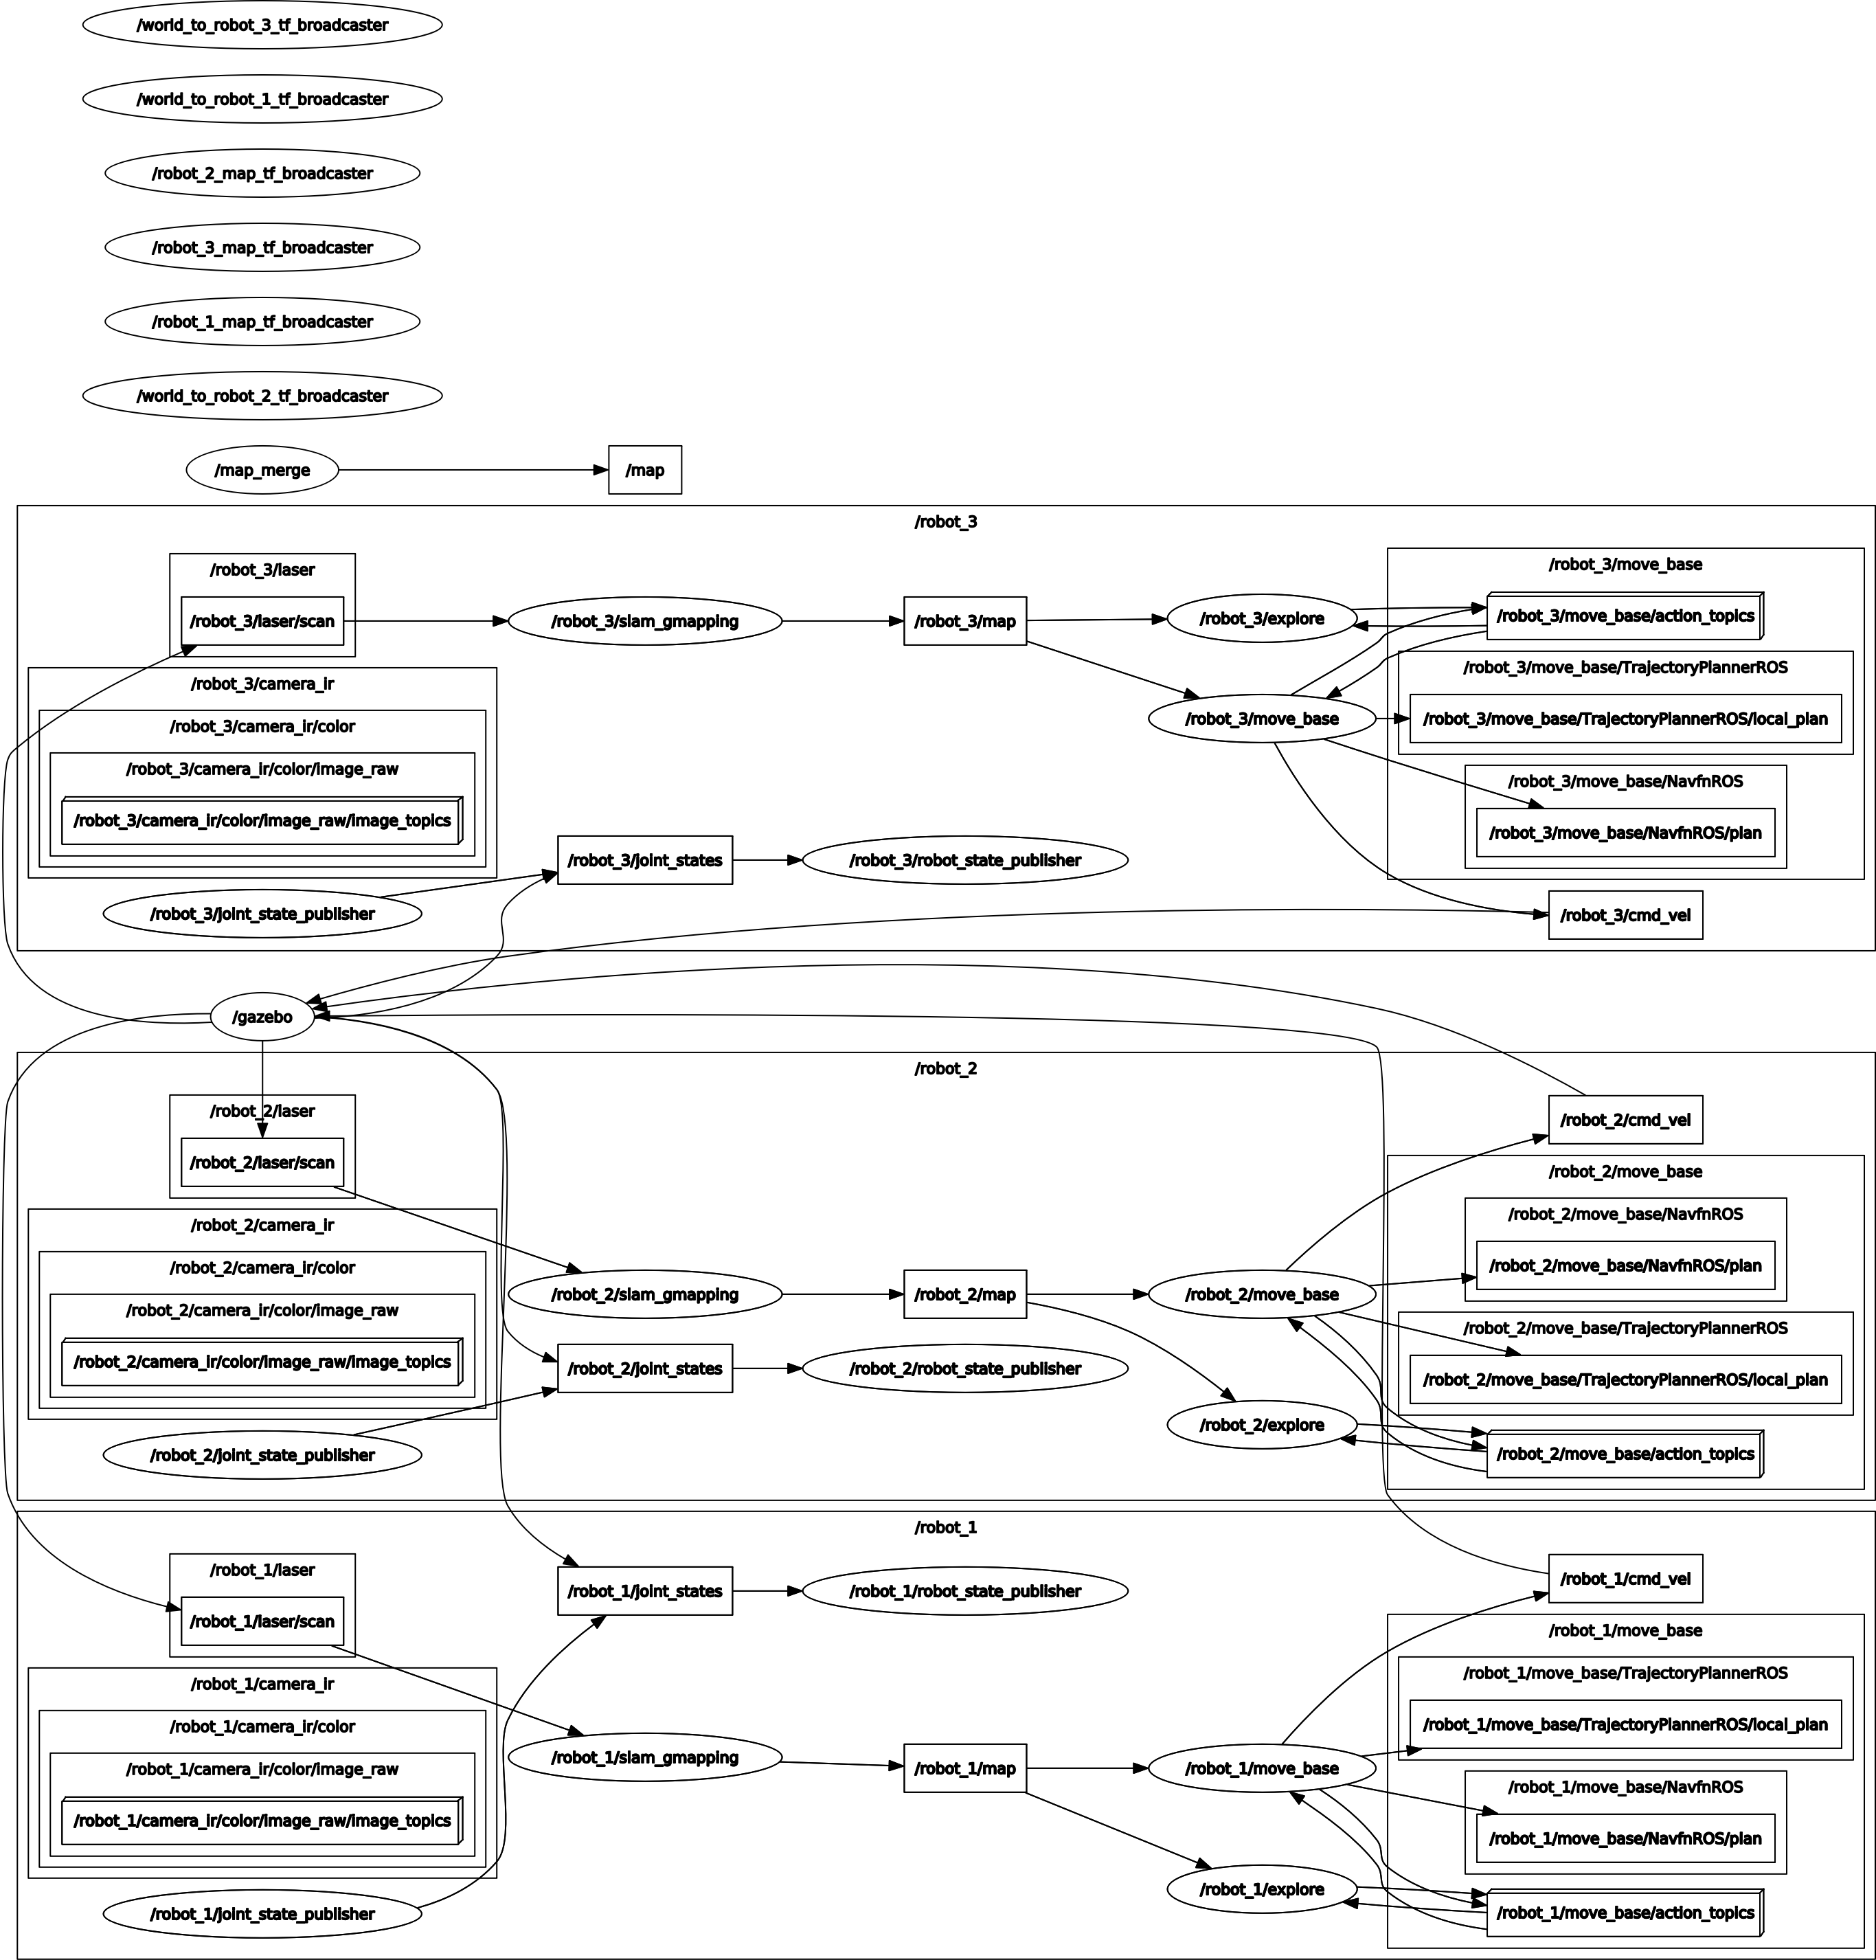 /world_to_robot_3_tf_broadcaster
/world_to_robot_1_tf_broadcaster
/robot_2_map_tf_broadcaster
/robot_3_map_tf_broadcaster
/robot_1_map_tf_broadcaster
/world_to_robot_2_tf_broadcaster
/map_merge
/map
/robot_3
/robot_3/laser
/robot_3/laser/scan
/robot_3/slam_gmapping
/robot_3/map
/robot_3/explore
/robot_3/move_base
/robot_3/move_base
/robot_3/move_base/action_topics
/robot_3/move_base/TrajectoryPlannerROS
/robot_3/move_base/TrajectoryPlannerROS/local_plan
/robot_3/move_base/NavfnROS
/robot_3/move_base/NavfnROS/plan
/robot_3/camera_ir
/robot_3/camera_ir/color
/robot_3/camera_ir/color/image_raw
/robot_3/camera_ir/color/image_raw/image_topics
/robot_3/joint_states
/robot_3/robot_state_publisher
/robot_3/joint_state_publisher
/robot_3/cmd_vel
/gazebo
/robot_2
/robot_2/laser
/robot_2/laser/scan
/robot_2/cmd_vel
/robot_2/move_base
/robot_2/move_base/NavfnROS
/robot_2/move_base/NavfnROS/plan
/robot_2/camera_ir
/robot_2/camera_ir/color
/robot_2/camera_ir/color/image_raw
/robot_2/camera_ir/color/image_raw/image_topics
/robot_2/slam_gmapping
/robot_2/map
/robot_2/move_base
/robot_2/move_base/TrajectoryPlannerROS
/robot_2/move_base/TrajectoryPlannerROS/local_plan
/robot_2/joint_states
/robot_2/robot_state_publisher
/robot_2/explore
/robot_2/move_base/action_topics
/robot_2/joint_state_publisher
/robot_1
/robot_1/laser
/robot_1/laser/scan
/robot_1/joint_states
/robot_1/robot_state_publisher
/robot_1/cmd_vel
/robot_1/move_base
/robot_1/move_base/TrajectoryPlannerROS
/robot_1/move_base/TrajectoryPlannerROS/local_plan
/robot_1/camera_ir
/robot_1/camera_ir/color
/robot_1/camera_ir/color/image_raw
/robot_1/camera_ir/color/image_raw/image_topics
/robot_1/slam_gmapping
/robot_1/map
/robot_1/move_base
/robot_1/move_base/NavfnROS
/robot_1/move_base/NavfnROS/plan
/robot_1/explore
/robot_1/move_base/action_topics
/robot_1/joint_state_publisher